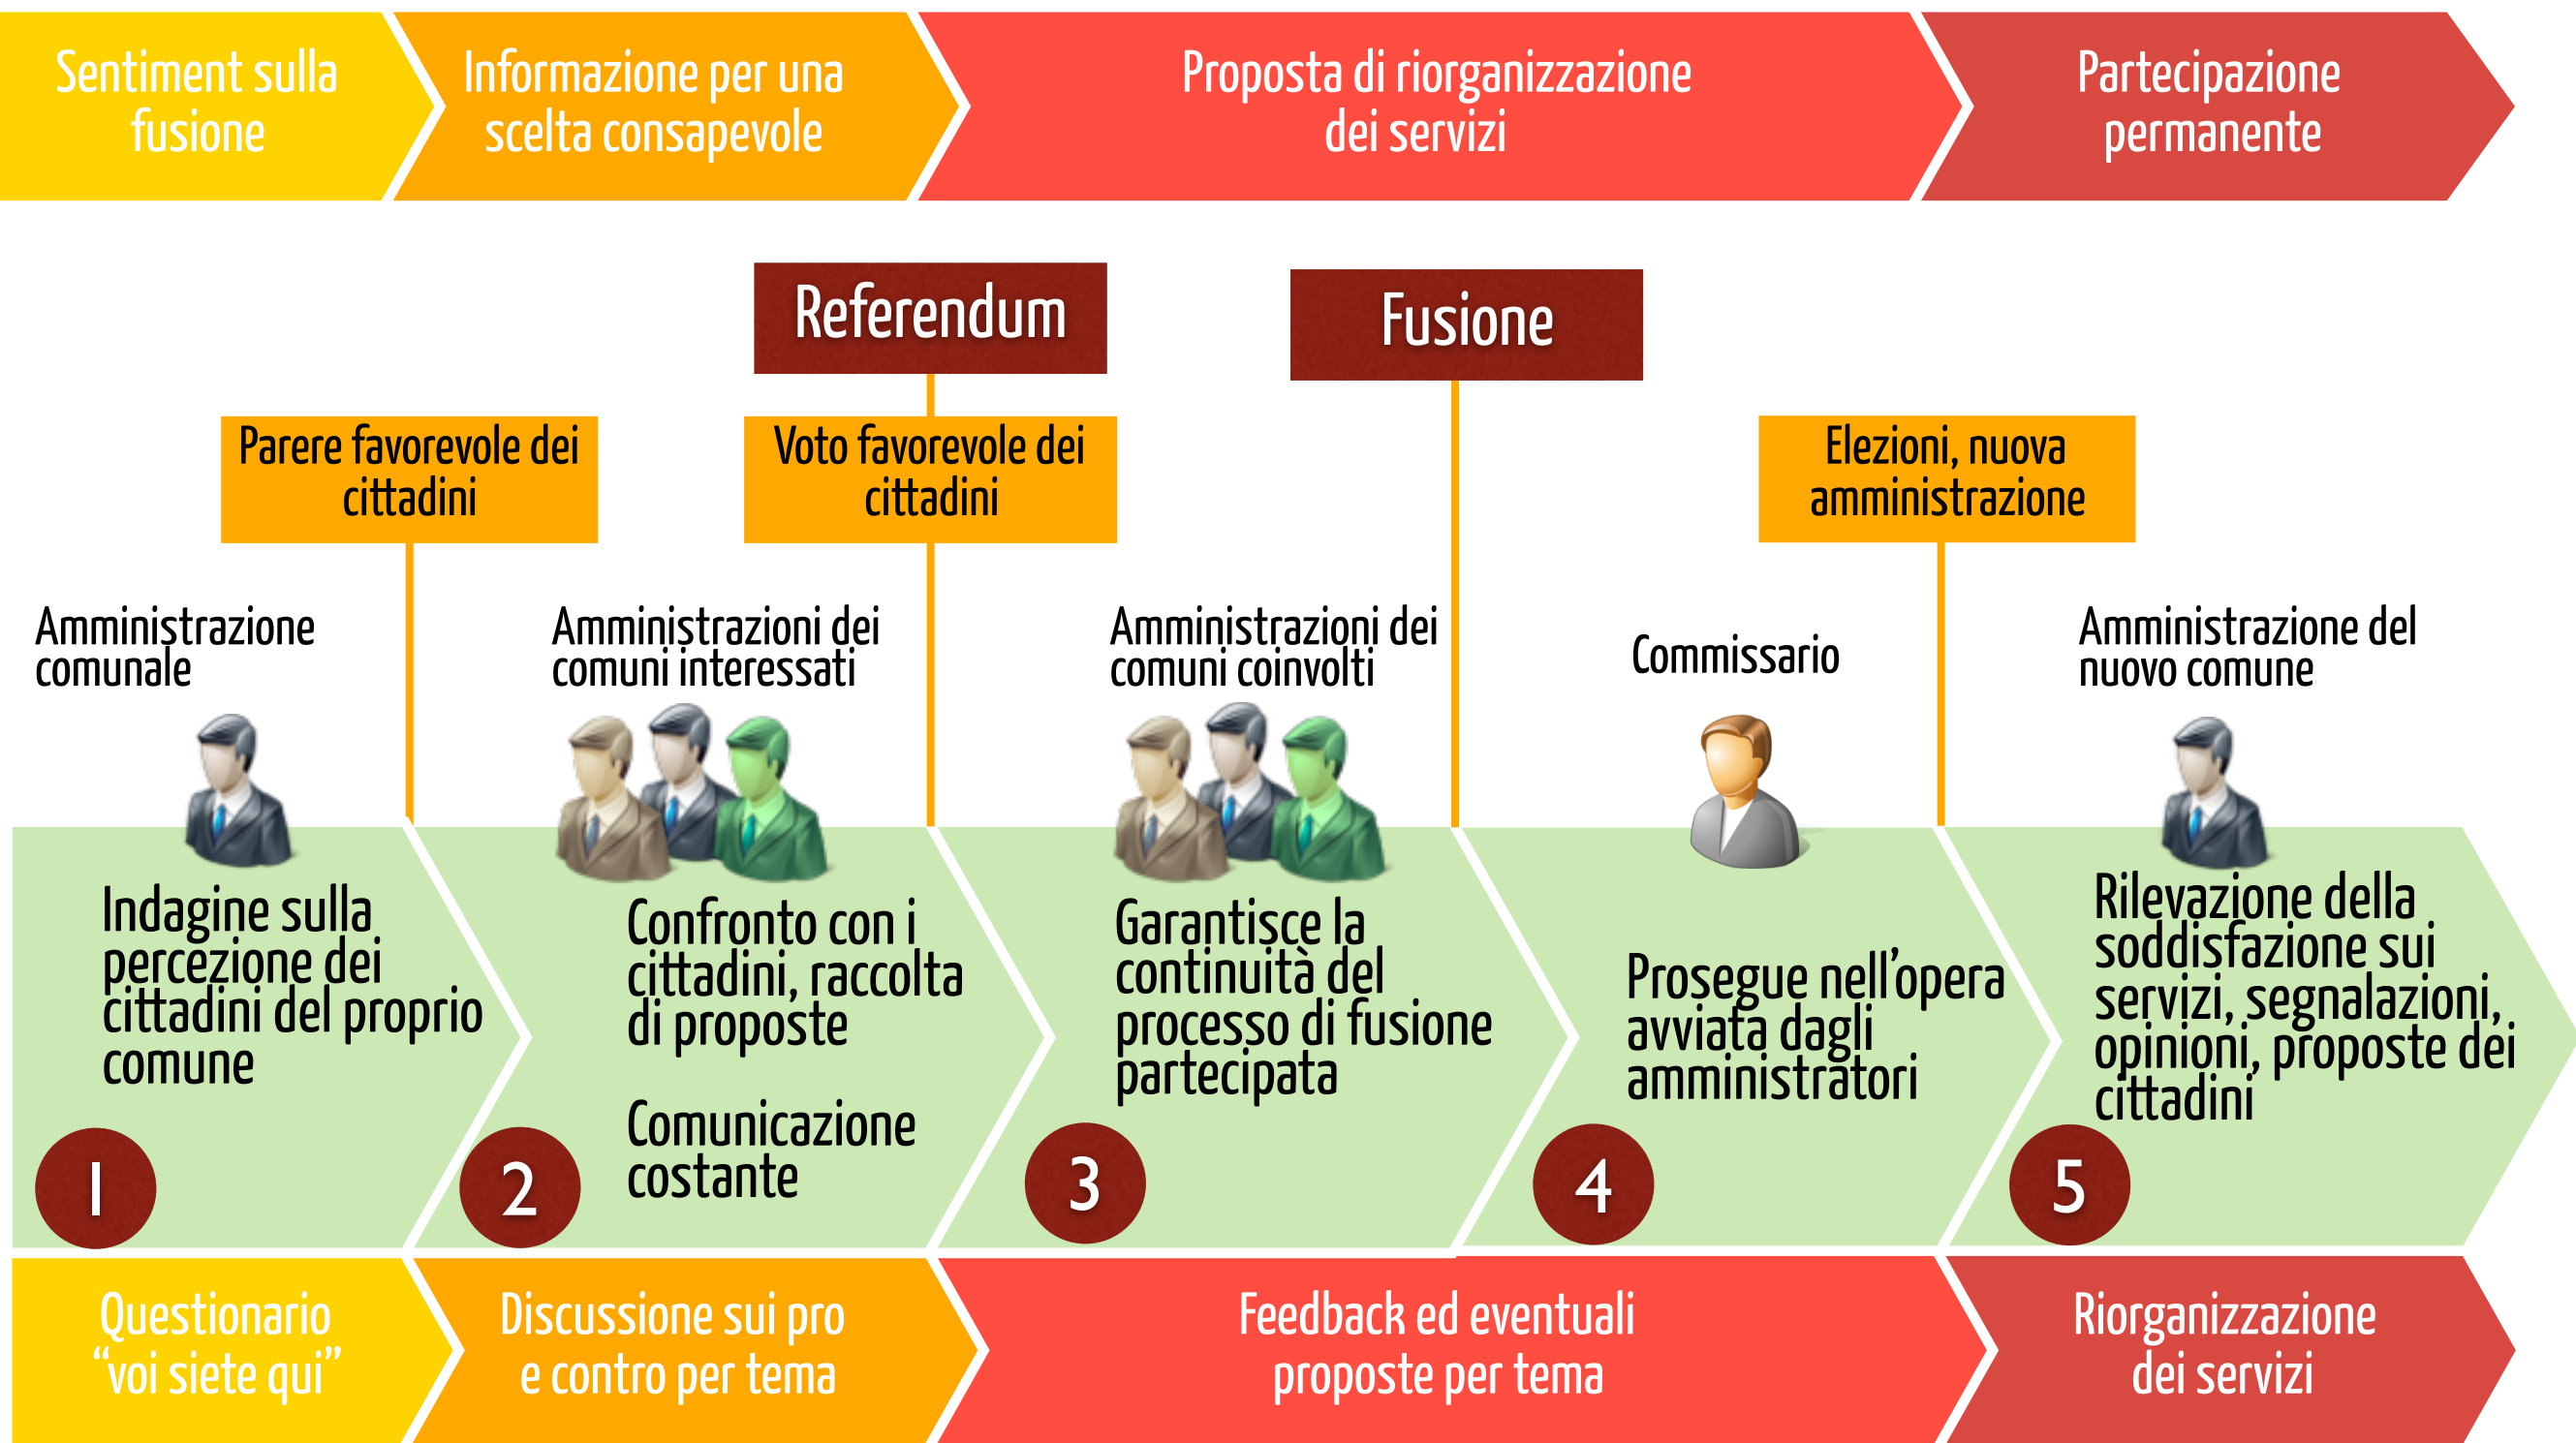 Sentiment sulla
fusione
Informazione per una
scelta consapevole
Proposta di riorganizzazione
dei servizi
Partecipazione
permanente
Referendum
Fusione
Parere favorevole dei
cittadini
Voto favorevole dei
cittadini
Elezioni, nuova
amministrazione
Amministrazione
comunale
Amministrazioni dei
comuni interessati
Amministrazioni dei
comuni coinvolti
Commissario
Amministrazione del
nuovo comune
Indagine sulla
percezione dei
cittadini del proprio
comune
1
Confronto con i
cittadini, raccolta
di proposte
Comunicazione
costante
2
Garantisce la
continuità del
processo di fusione
partecipata
3
Prosegue nell’opera
avviata dagli
amministratori
4
Rilevazione della
soddisfazione sui
servizi, segnalazioni,
opinioni, proposte dei
cittadini
5
Questionario
“voi siete qui”
Discussione sui pro
e contro per tema
Feedback ed eventuali
proposte per tema
Riorganizzazione
dei servizi